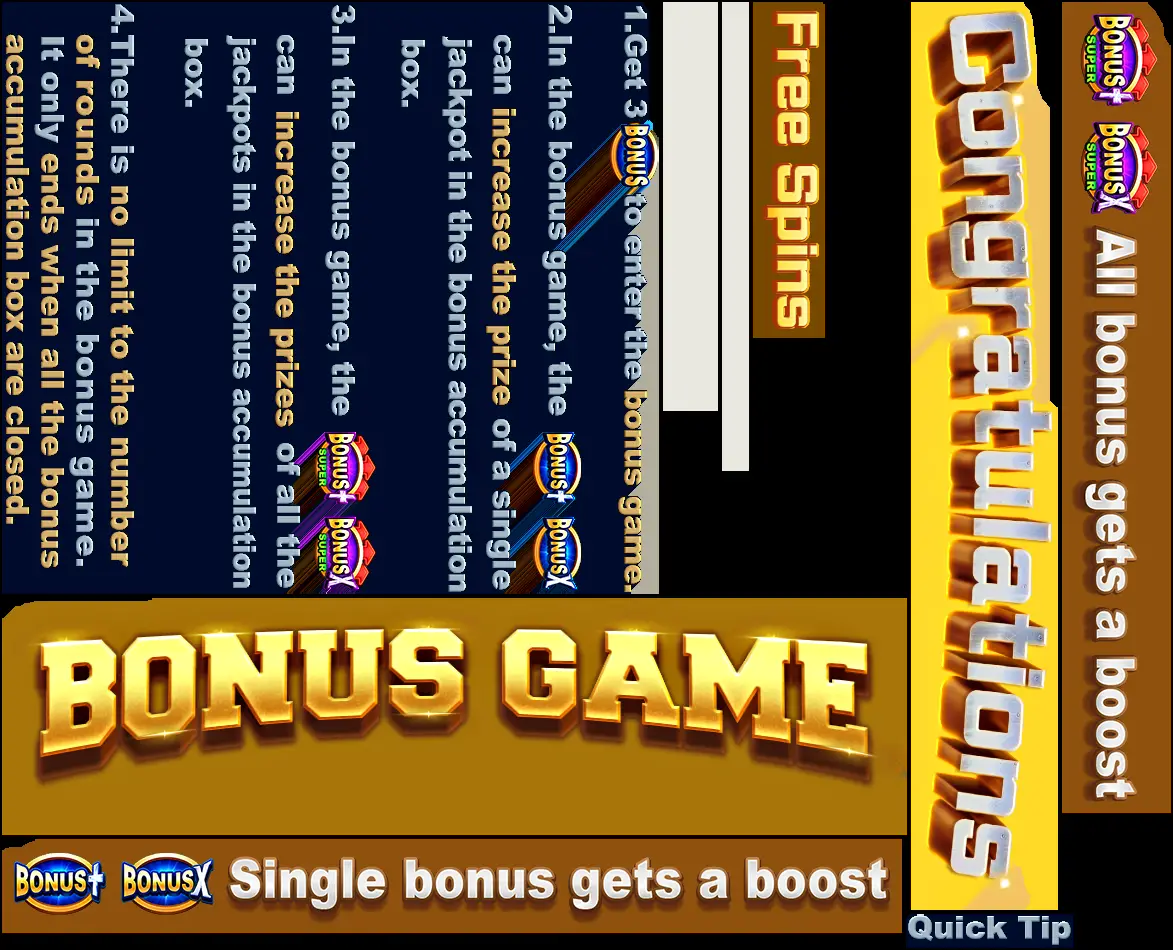 1.Get 3 BONUS to enter the bonus game.
2.In the bonus game, the BONUS+ BONUSX
can increase the prize of a single
jackpot in the bonus accumulation
box.
3.In the bonus game, the BONUS+ SUPER BONUSX SUPER
can increase the prizes of all the
jackpots in the bonus accumulation
box.
4.There is no limit to the number
of rounds in the bonus game.
It only ends when all the bonus
accumulation box are closed.
Free Spins
Congratulations
BONUS+ SUPER BONUSX SUPER All bonus gets a boost
BONUS GAME
BONUS+ BONUSX Single bonus gets a boost
Quick Tip